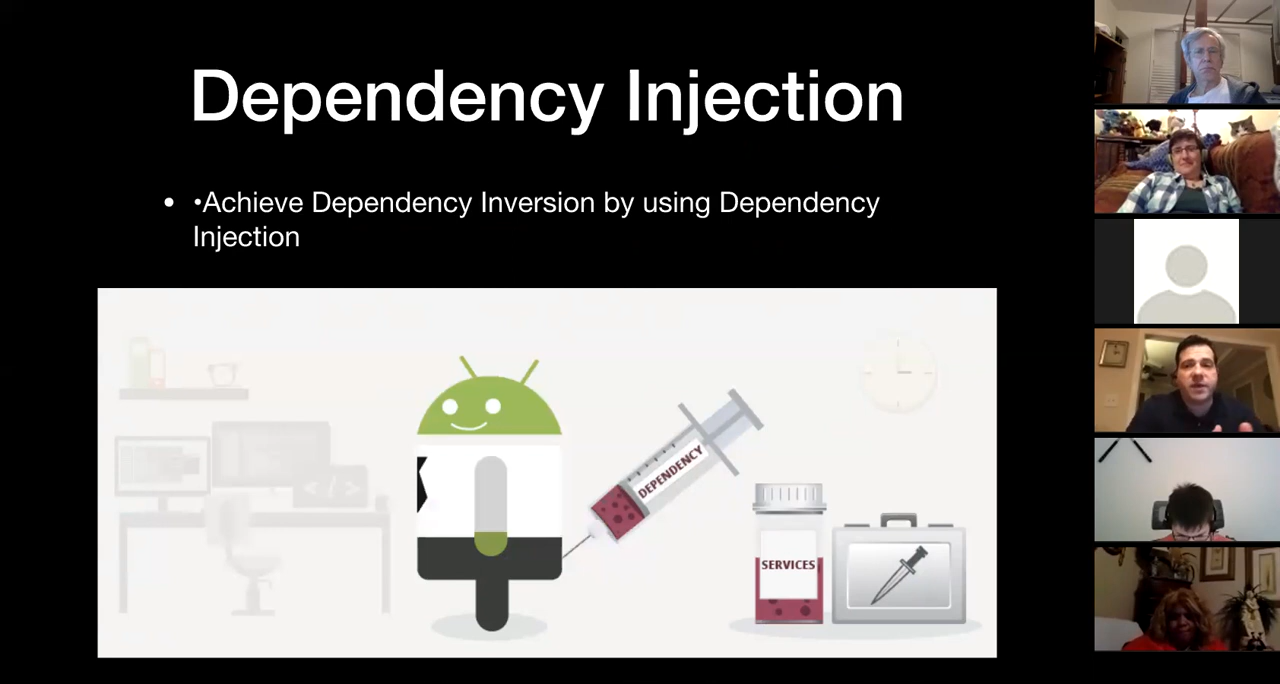 Dependency Injection
• •Achieve Dependency Inversion by using Dependency
Injection
DEPENDENCY
SERVICES
</>